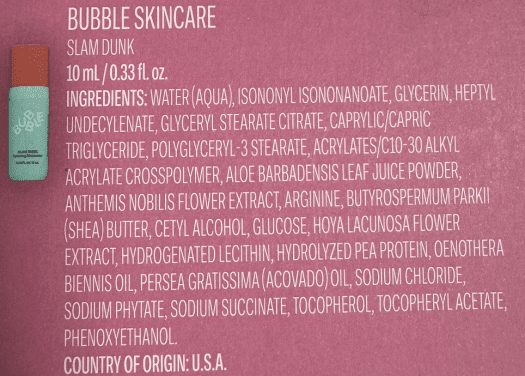 BUBBLE SKINCARE
SLAM DUNK
10 mL / 0.33 fl. oz.
INGREDIENTS: WATER (AQUA), ISONONYL ISONONANOATE, GLYCERIN, HEPTYL
UNDECYLENATE, GLYCERYL STEARATE CITRATE, CAPRYLIC/CAPRIC
TRIGLYCERIDE, POLYGLYCERYL-3 STEARATE, ACRYLATES/C10-30 ALKYL
ACRYLATE CROSSPOLYMER, ALOE BARBADENSIS LEAF JUICE POWDER,
ANTHEMIS NOBILIS FLOWER EXTRACT, ARGININE, BUTYROSPERMUM PARKII
(SHEA) BUTTER, CETYL ALCOHOL, GLUCOSE, HOYA LACUNOSA FLOWER
EXTRACT, HYDROGENATED LECITHIN, HYDROLYZED PEA PROTEIN, OENOTHERA
BIENNIS OIL, PERSEA GRATISSIMA (ACOVADO) OIL, SODIUM CHLORIDE,
SODIUM PHYTATE, SODIUM SUCCINATE, TOCOPHEROL, TOCOPHERYL ACETATE,
PHENOXYETHANOL.
COUNTRY OF ORIGIN: U.S.A.
BUBBLE